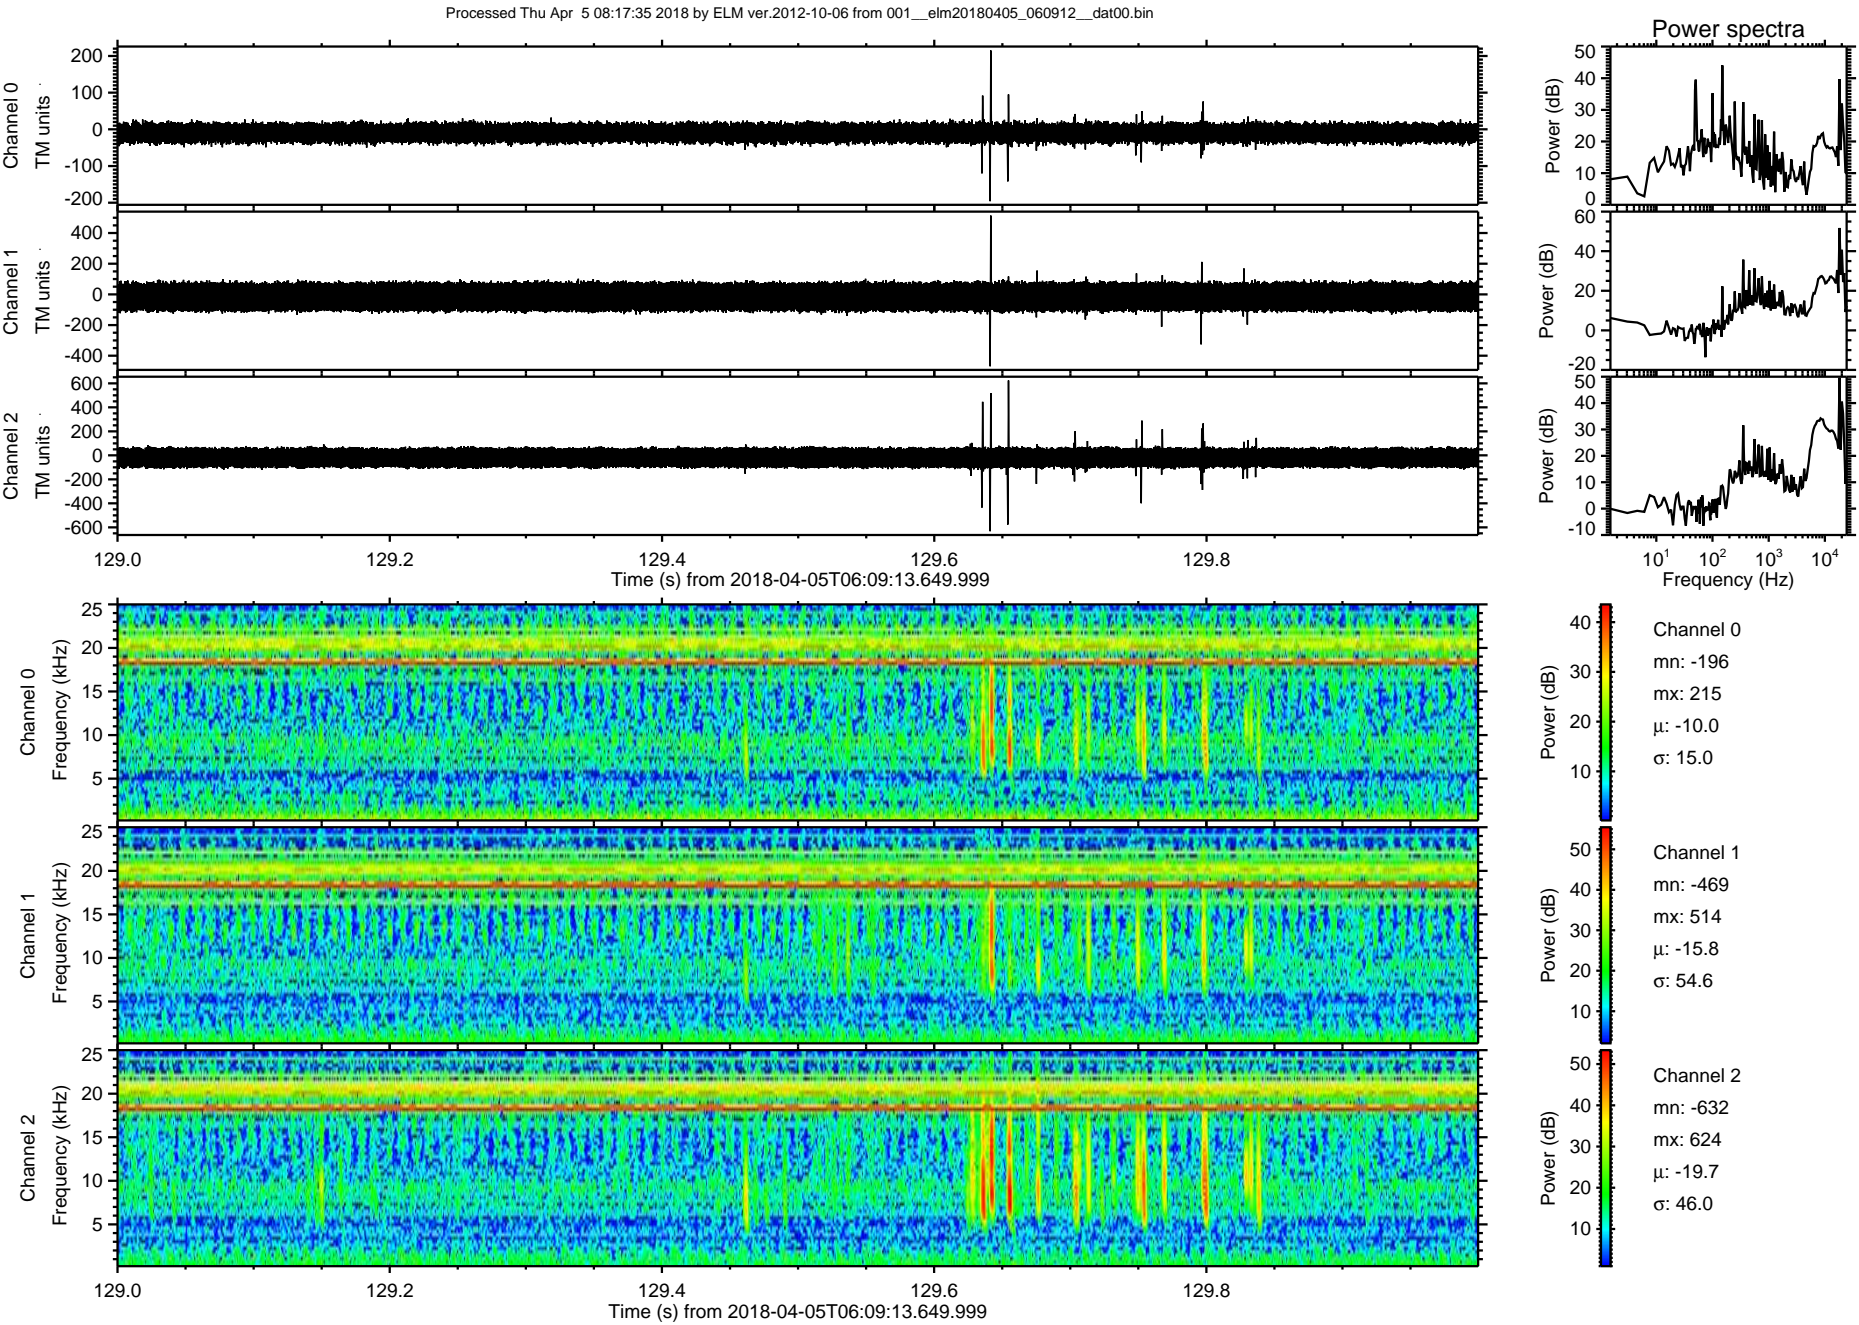 Processed Thu Apr  5 08:17:35 2018 by ELM ver.2012-10-06 from 001__elm20180405_060912__dat00.bin
Power spectra
Channel 0
TM units
200
100
0
-100
-200
Power (dB)
50
40
30
20
10
0
Channel 1
TM units
400
200
0
-200
-400
Power (dB)
60
40
20
0
-20
Channel 2
TM units
600
400
200
0
-200
-400
-600
Power (dB)
50
40
30
20
10
0
-10
129.0 129.2 129.4 129.6 129.8
Time (s) from 2018-04-05T06:09:13.649.999
10¹ 10² 10³ 10⁴
Frequency (Hz)
Channel 0
Frequency (kHz)
25
20
15
10
5
Power (dB)
40
30
20
10
Channel 0
mn: -196
mx: 215
μ: -10.0
σ: 15.0
Channel 1
Frequency (kHz)
25
20
15
10
5
Power (dB)
50
40
30
20
10
Channel 1
mn: -469
mx: 514
μ: -15.8
σ: 54.6
Channel 2
Frequency (kHz)
25
20
15
10
5
Power (dB)
50
40
30
20
10
Channel 2
mn: -632
mx: 624
μ: -19.7
σ: 46.0
129.0 129.2 129.4 129.6 129.8
Time (s) from 2018-04-05T06:09:13.649.999